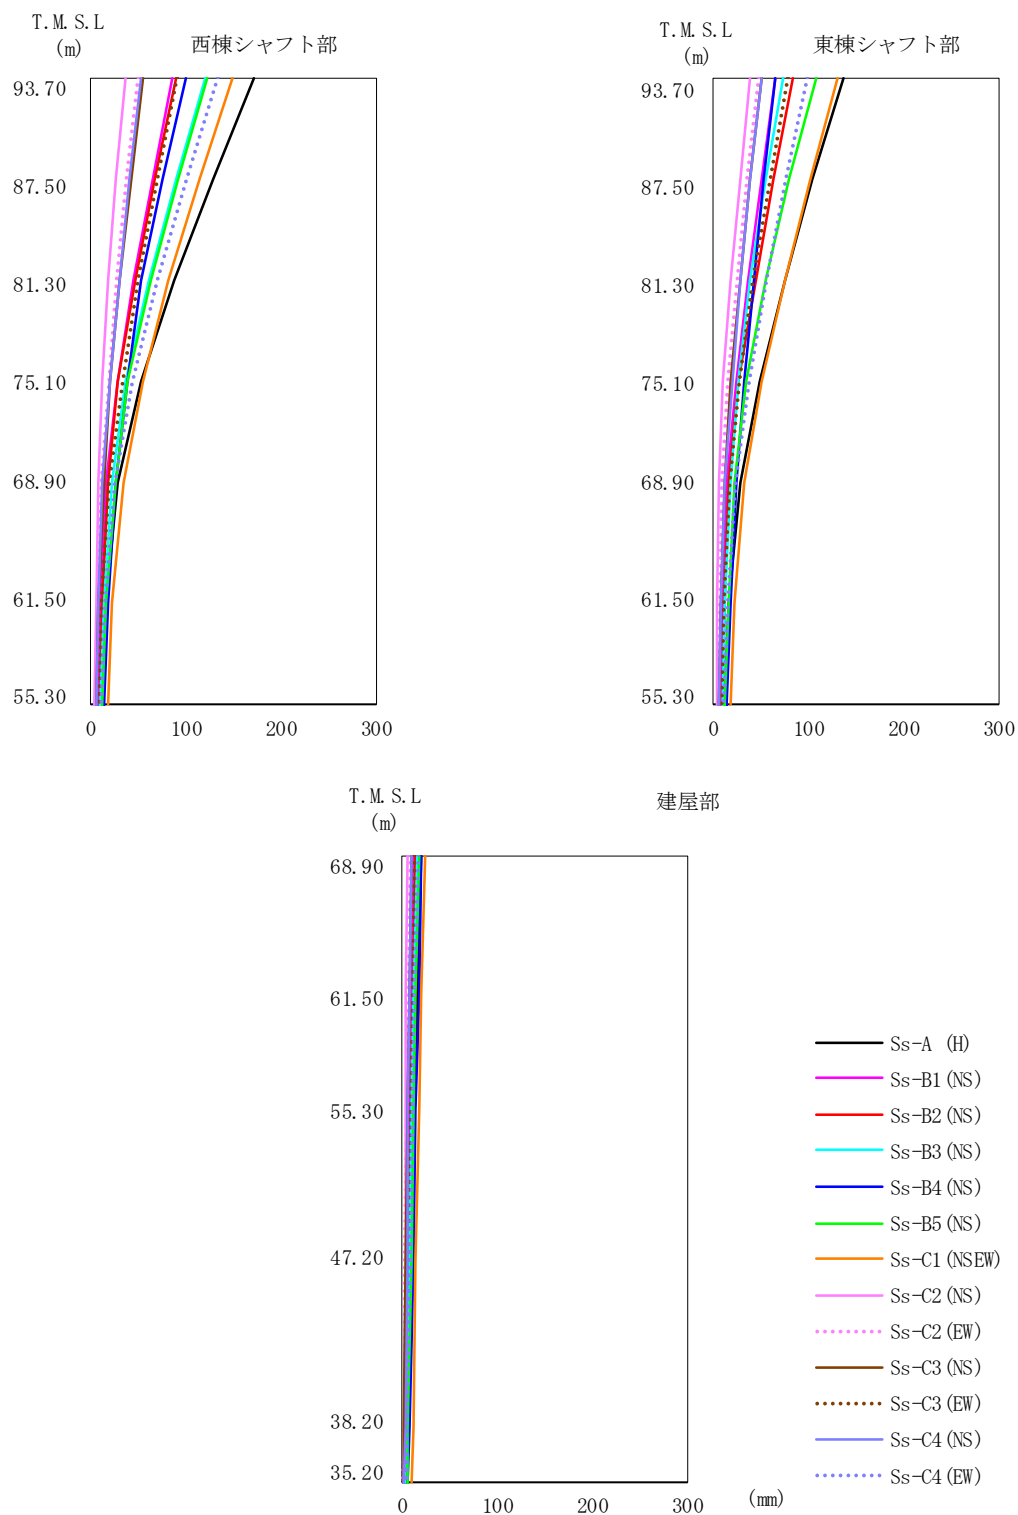 T.M.S.L
(m)
西棟シャフト部
93.70
87.50
81.30
75.10
68.90
61.50
55.30
0 100 200 300
T.M.S.L
(m)
東棟シャフト部
93.70
87.50
81.30
75.10
68.90
61.50
55.30
0 100 200 300
T.M.S.L
(m)
建屋部
68.90
61.50
55.30
47.20
38.20
35.20
0 100 200 300
(mm)
Ss-A (H)
Ss-B1(NS)
Ss-B2(NS)
Ss-B3(NS)
Ss-B4(NS)
Ss-B5(NS)
Ss-C1(NSEW)
Ss-C2(NS)
Ss-C2(EW)
Ss-C3(NS)
Ss-C3(EW)
Ss-C4(NS)
Ss-C4(EW)